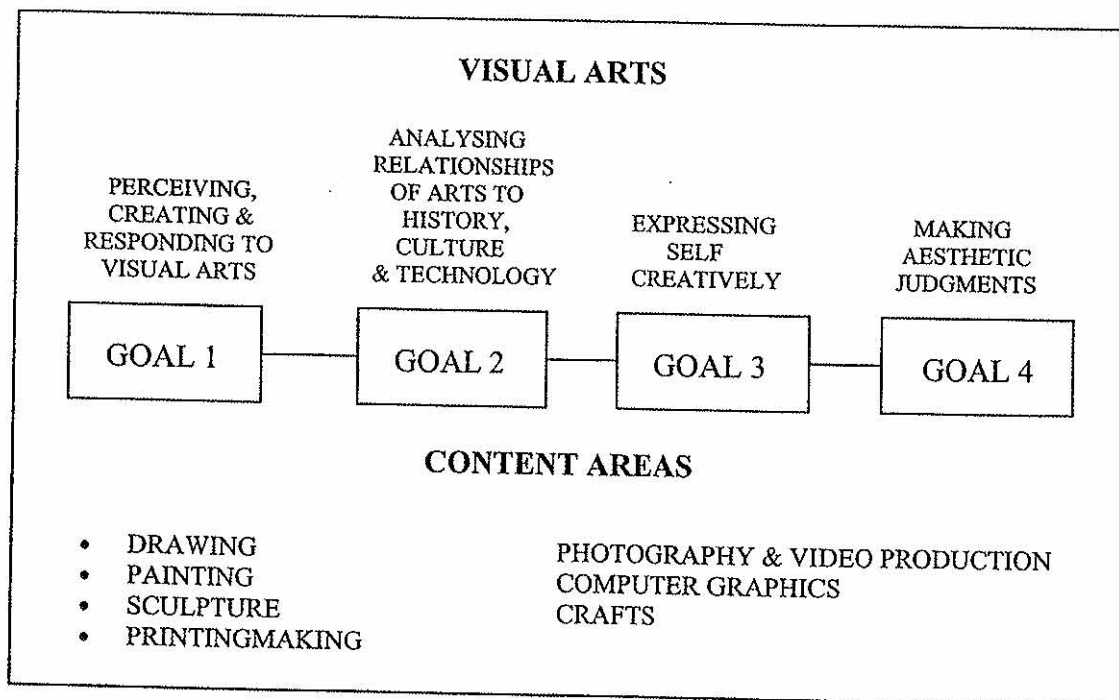 VISUAL ARTS
PERCEIVING,
CREATING &
RESPONDING TO
VISUAL ARTS
ANALYSING
RELATIONSHIPS
OF ARTS TO
HISTORY,
CULTURE
& TECHNOLOGY
EXPRESSING
SELF
CREATIVELY
MAKING
AESTHETIC
JUDGMENTS
GOAL 1
GOAL 2
GOAL 3
GOAL 4
CONTENT AREAS
• DRAWING
• PAINTING
• SCULPTURE
• PRINTINGMAKING
PHOTOGRAPHY & VIDEO PRODUCTION
COMPUTER GRAPHICS
CRAFTS